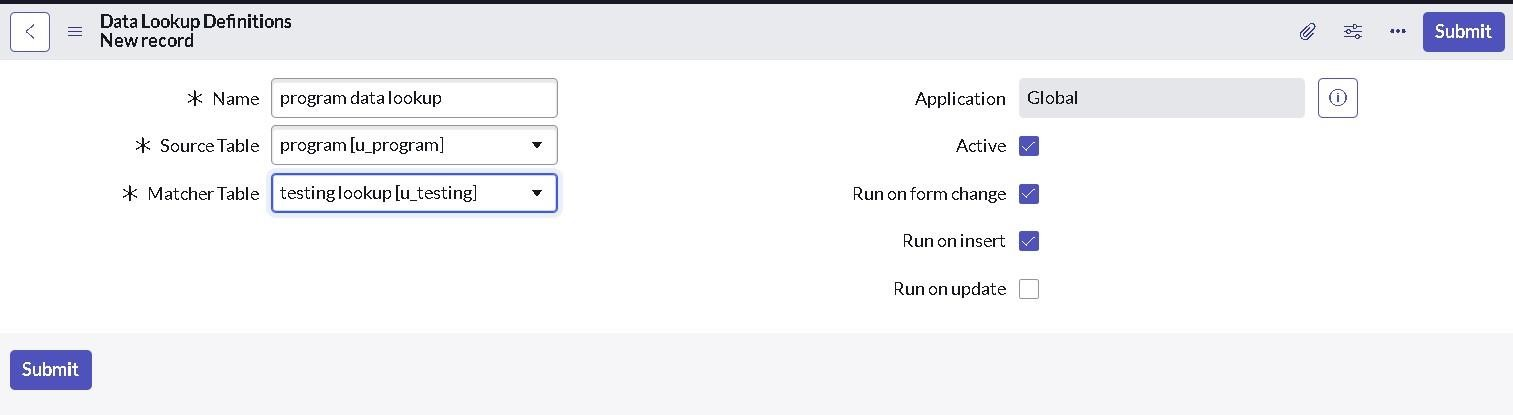 Data Lookup Definitions
New record
Submit
Name program data lookup
Source Table program [u_program]
Matcher Table testing lookup [u_testing]
Application Global
Active
Run on form change
Run on insert
Run on update
Submit